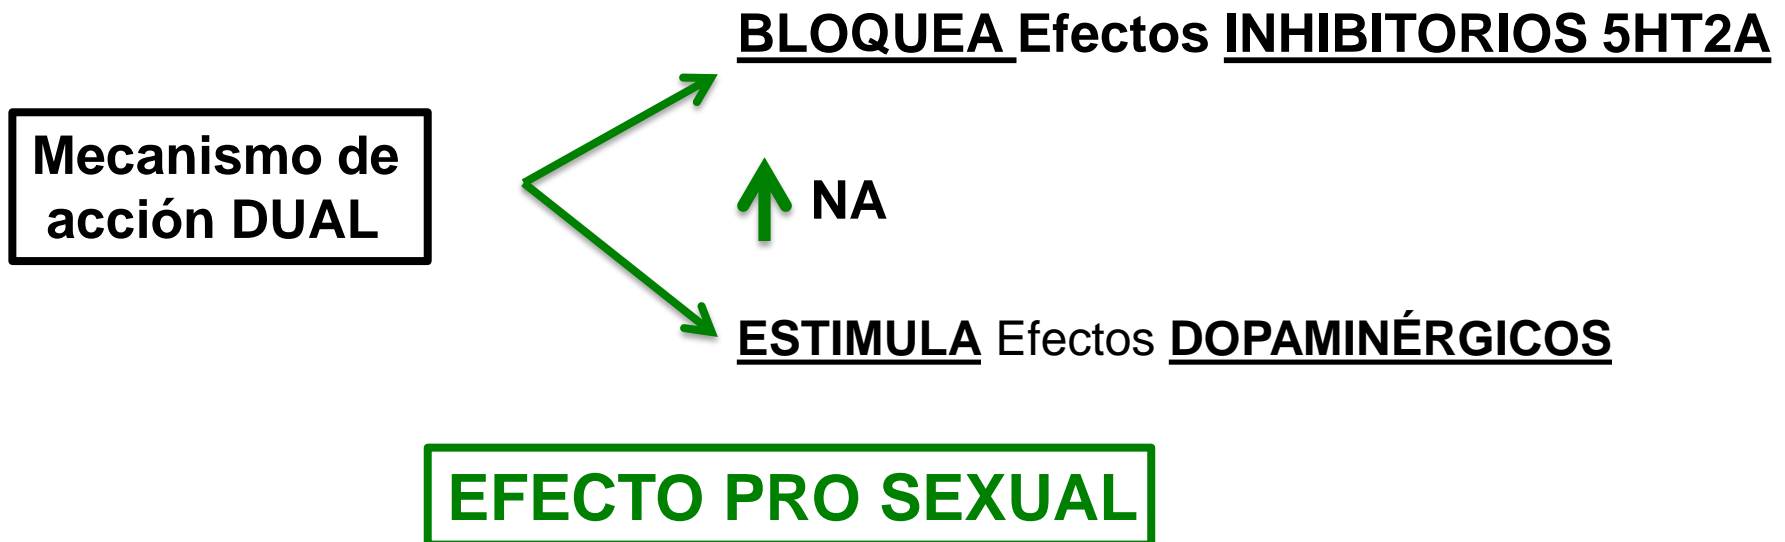 BLOQUEA Efectos INHIBITORIOS 5HT2A
Mecanismo de
acción DUAL
NA
ESTIMULA Efectos DOPAMINÉRGICOS
EFECTO PRO SEXUAL